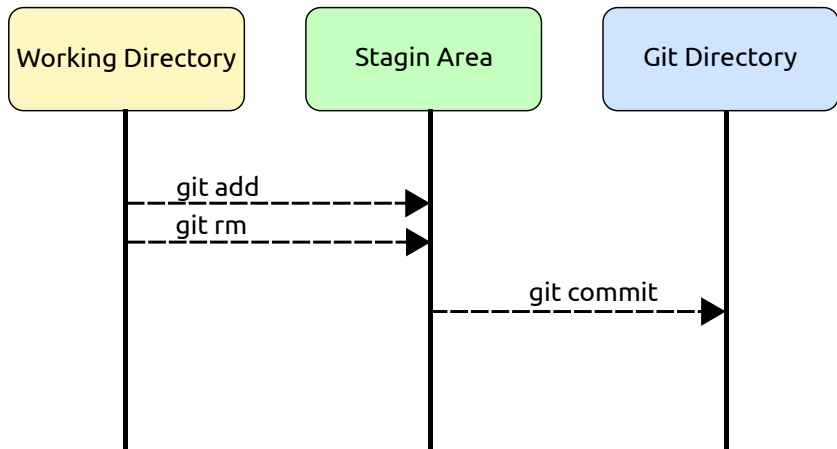 Working Directory
Stagin Area
Git Directory
git add
git rm
git commit